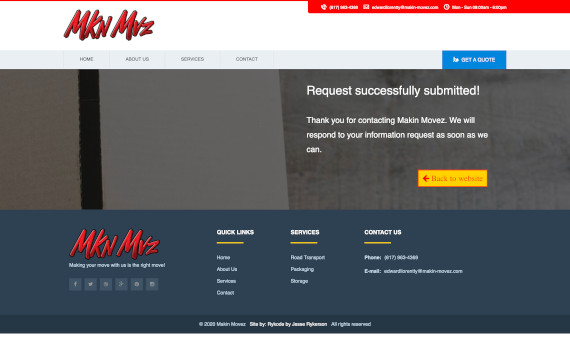 (617) 963-4369 edwardlorentty@makin-movez.com Mon - Sun 08:00am - 8:00pm
MKN MVZ
HOME ABOUT US SERVICES CONTACT GET A QUOTE
Request successfully submitted!
Thank you for contacting Makin Movez. We will
respond to your information request as soon as we
can.
Back to website
MKN MVZ
Making your move with us is the right move!
QUICK LINKS
Home
About Us
Services
Contact
SERVICES
Road Transport
Packaging
Storage
CONTACT US
Phone: (617) 963-4369
E-mail: edwardlorentty@makin-movez.com
© 2020 Makin Movez Site by: Rykode by Jesse Rykerson All rights reserved